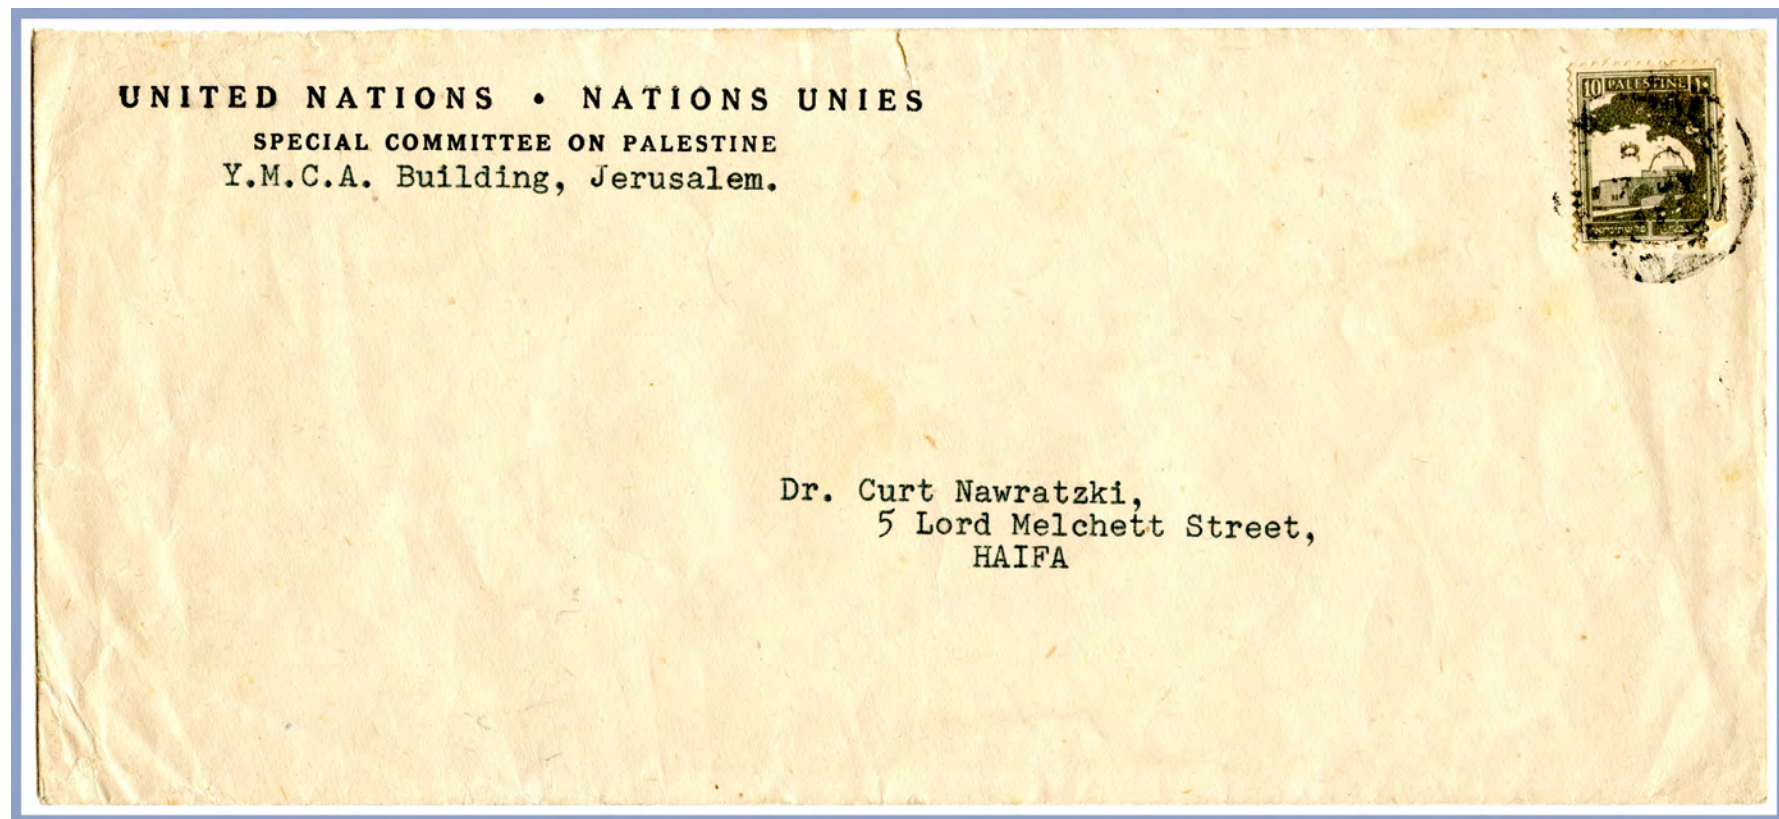 UNITED NATIONS • NATIONS UNIES
SPECIAL COMMITTEE ON PALESTINE
Y.M.C.A. Building, Jerusalem.
10 PALESTINE
Dr. Curt Nawratzki,
5 Lord Melchett Street,
HAIFA